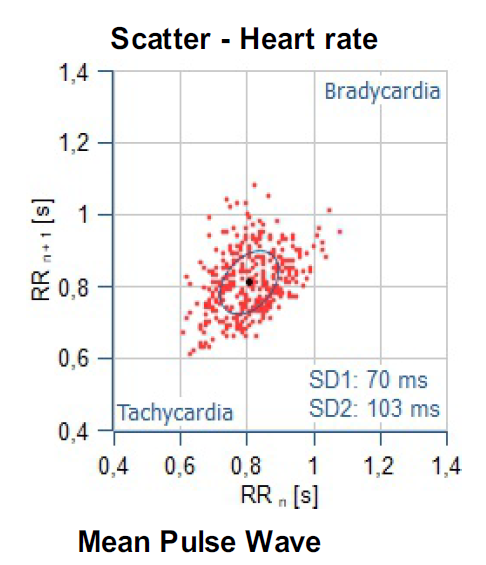 Scatter - Heart rate
1,4
Bradycardia
1,2
1
RR n+1 [s]
0,8
0,6
SD1: 70 ms
Tachycardia
SD2: 103 ms
0,4
0,4 0,6 0,8 1 1,2 1,4
RR n [s]
Mean Pulse Wave